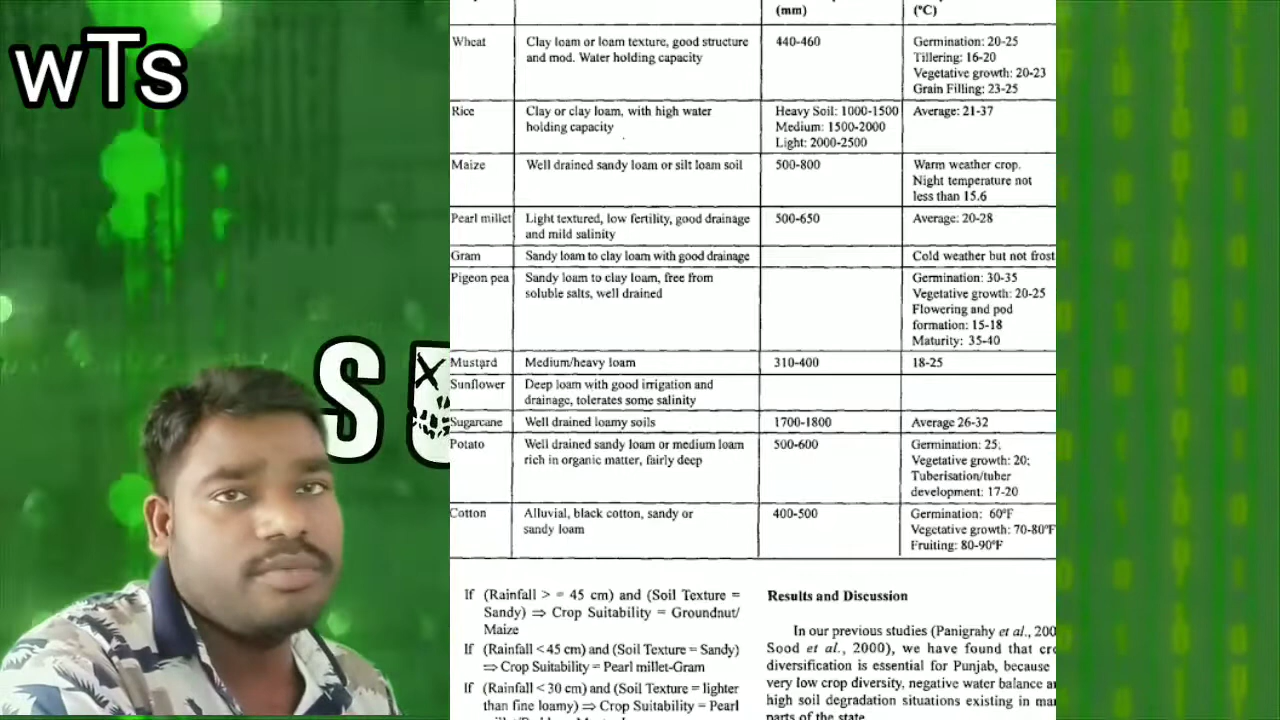 wTs
S
(mm)
(°C)
Wheat
Clay loam or loam texture, good structure
and mod. Water holding capacity
440-460
Germination: 20-25
Tillering: 16-20
Vegetative growth: 20-23
Grain Filling: 23-25
Rice
Clay or clay loam, with high water
holding capacity
Heavy Soil: 1000-1500
Medium: 1500-2000
Light: 2000-2500
Average: 21-37
Maize
Well drained sandy loam or silt loam soil
500-800
Warm weather crop.
Night temperature not
less than 15.6
Pearl millet
Light textured, low fertility, good drainage
and mild salinity
500-650
Average: 20-28
Gram
Sandy loam to clay loam with good drainage
Cold weather but not frost
Pigeon pea
Sandy loam to clay loam, free from
soluble salts, well drained
Germination: 30-35
Vegetative growth: 20-25
Flowering and pod
formation: 15-18
Maturity: 35-40
Mustard
Medium/heavy loam
310-400
18-25
Sunflower
Deep loam with good irrigation and
drainage, tolerates some salinity
Sugarcane
Well drained loamy soils
1700-1800
Average 26-32
Potato
Well drained sandy loam or medium loam
rich in organic matter, fairly deep
500-600
Germination: 25;
Vegetative growth: 20;
Tuberisation/tuber
development: 17-20
Cotton
Alluvial, black cotton, sandy or
sandy loam
400-500
Germination: 60°F
Vegetative growth: 70-80°F
Fruiting: 80-90°F
If (Rainfall > = 45 cm) and (Soil Texture =
Sandy) ⇒ Crop Suitability = Groundnut/
Maize
If (Rainfall < 45 cm) and (Soil Texture = Sandy)
⇒ Crop Suitability = Pearl millet-Gram
If (Rainfall < 30 cm) and (Soil Texture = lighter
than fine loamy) ⇒ Crop Suitability = Pearl
Results and Discussion
In our previous studies (Panigrahy et al., 200
Sood et al., 2000), we have found that cro
diversification is essential for Punjab, because
very low crop diversity, negative water balance a
high soil degradation situations existing in ma
parts of the state